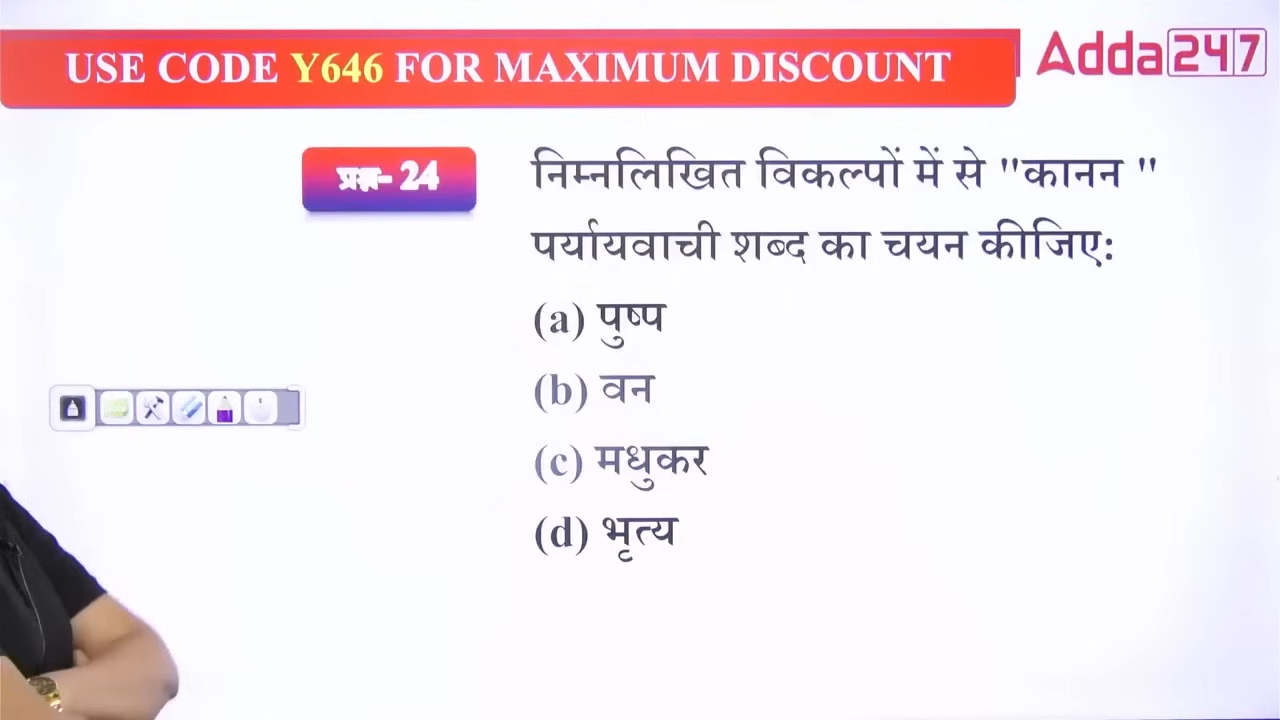 USE CODE Y646 FOR MAXIMUM DISCOUNT
Adda247
प्रश्न- 24
निम्नलिखित विकल्पों में से "कानन "
पर्यायवाची शब्द का चयन कीजिए:
(a) पुष्प
(b) वन
(c) मधुकर
(d) भृत्य